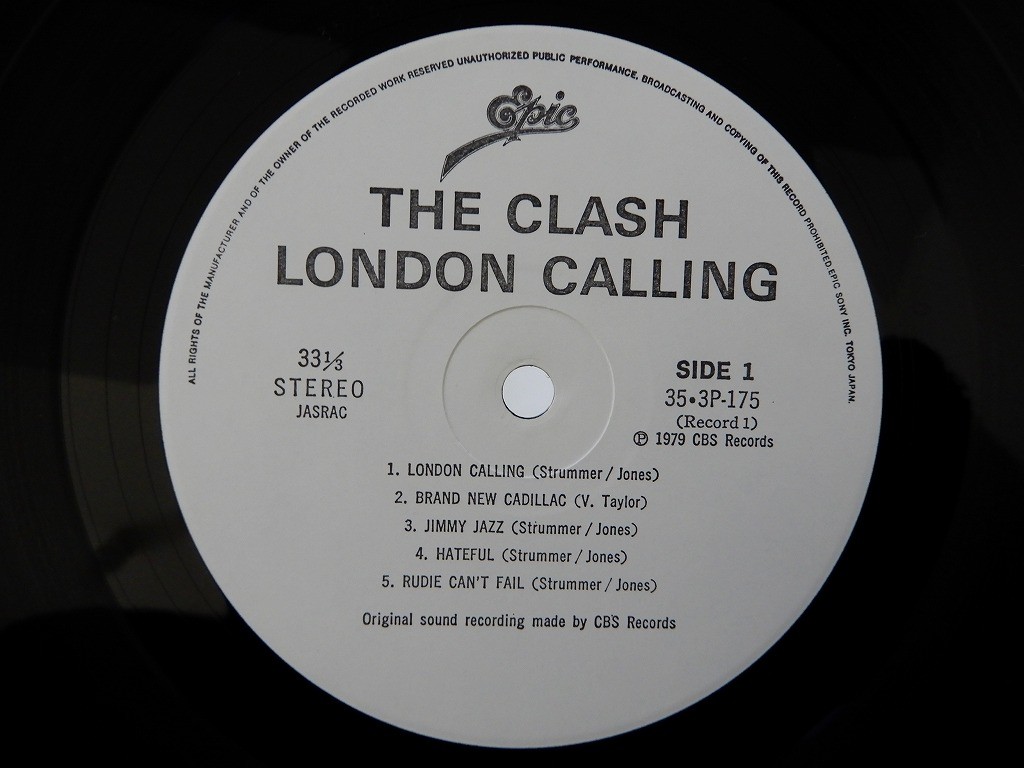 ALL RIGHTS OF THE MANUFACTURER AND OF THE OWNER OF THE RECORDED WORK RESERVED UNAUTHORIZED PUBLIC PERFORMANCE, BROADCASTING AND COPYING OF THIS RECORD PROHIBITED. EPIC SONY INC. TOKYO JAPAN.
Epic
THE CLASH
LONDON CALLING
33 1/3
STEREO
JASRAC
SIDE 1
35•3P-175
(Record 1)
℗ 1979 CBS Records
1. LONDON CALLING (Strummer / Jones)
2. BRAND NEW CADILLAC (V. Taylor)
3. JIMMY JAZZ (Strummer / Jones)
4. HATEFUL (Strummer / Jones)
5. RUDIE CAN'T FAIL (Strummer / Jones)
Original sound recording made by CBS Records